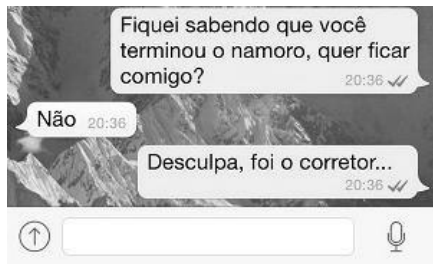 Fiquei sabendo que você
terminou o namoro, quer ficar
comigo?
20:36
Não 20:36
Desculpa, foi o corretor...
20:36